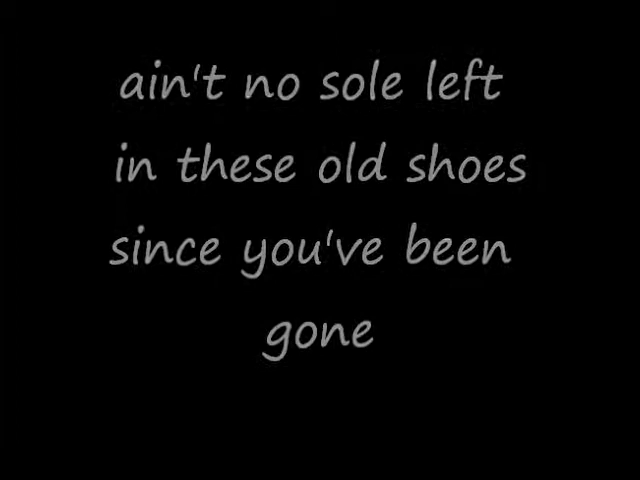 ain't no sole left
in these old shoes
since you've been
gone